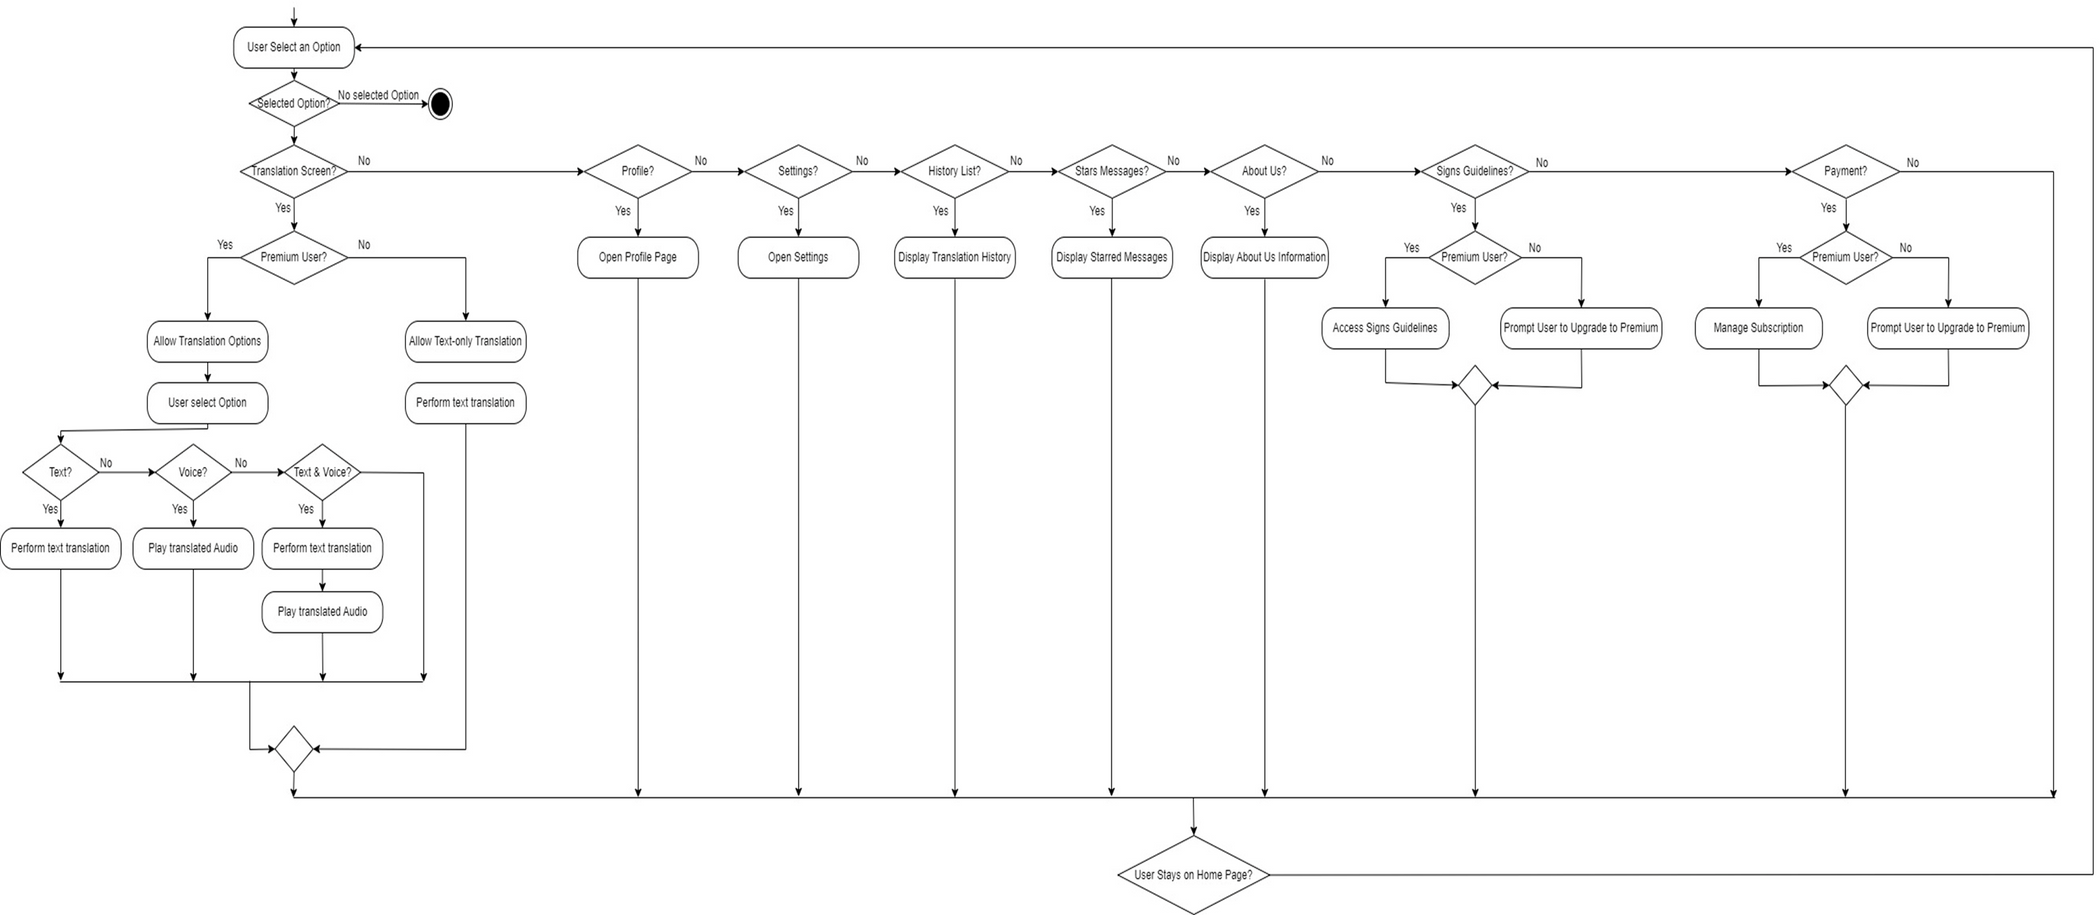 User Select an Option
Selected Option?
No selected Option
Translation Screen?
No
Profile?
No
Settings?
No
History List?
No
Stars Messages?
No
About Us?
No
Signs Guidelines?
No
Payment?
No
Yes
Yes
Yes
Yes
Yes
Yes
Yes
Yes
Yes
Premium User?
No
Open Profile Page
Open Settings
Display Translation History
Display Starred Messages
Display About Us Information
Yes
Premium User?
No
Yes
Premium User?
No
Allow Translation Options
Allow Text-only Translation
Access Signs Guidelines
Prompt User to Upgrade to Premium
Manage Subscription
Prompt User to Upgrade to Premium
User select Option
Perform text translation
Text?
No
Voice?
No
Text & Voice?
Yes
Yes
Yes
Perform text translation
Play translated Audio
Perform text translation
Play translated Audio
User Stays on Home Page?